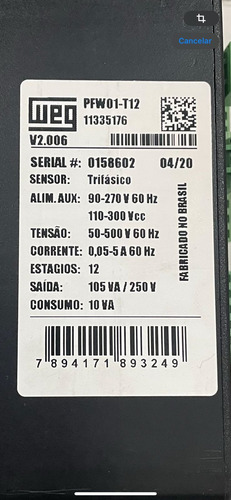 Cancelar
weg
PFW01-T12
11335176
V2.006
SERIAL #: 0158602 04/20
SENSOR: Trifásico
ALIM. AUX: 90-270 V 60 Hz
110-300 Vcc
TENSÃO: 50-500 V 60 Hz
CORRENTE: 0,05-5 A 60 Hz
ESTAGIOS: 12
SAÍDA: 105 VA / 250 V
CONSUMO: 10 VA
FABRICADO NO BRASIL
7 894171 893249